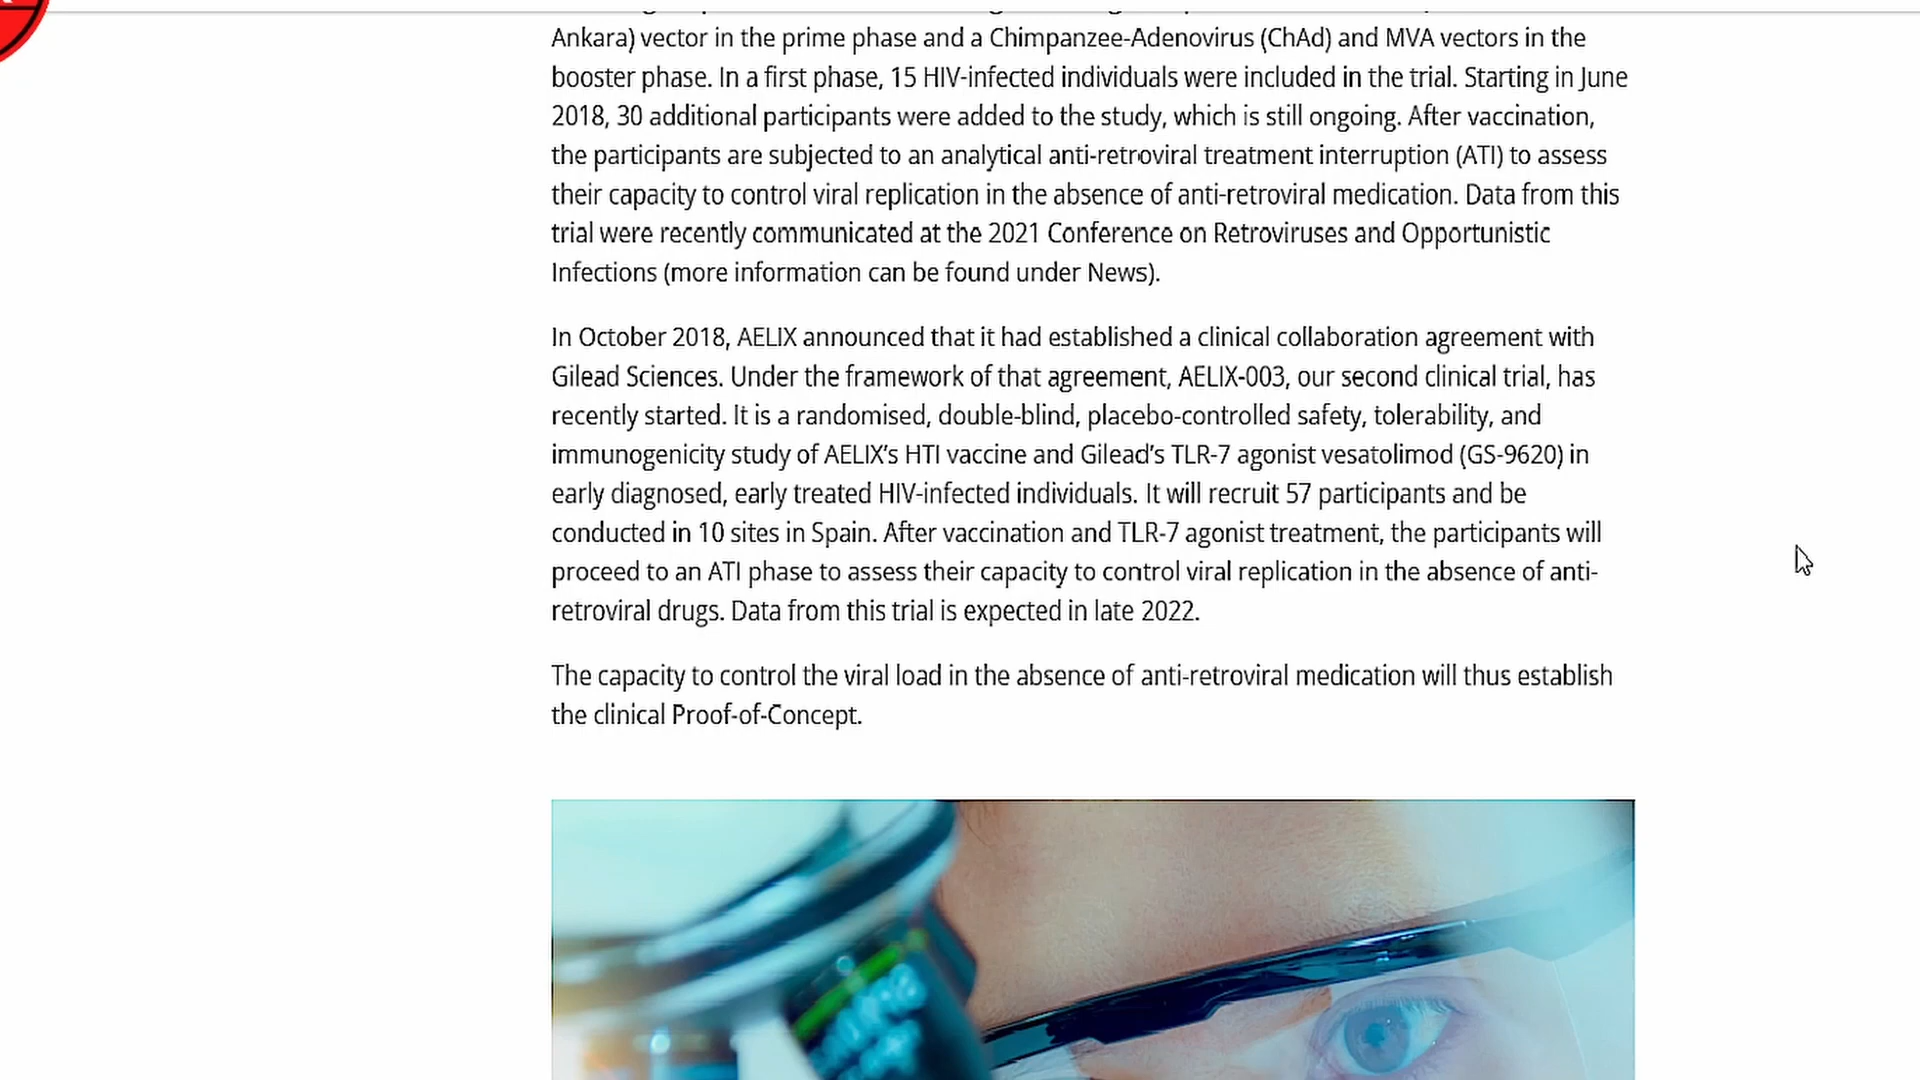 Ankara) vector in the prime phase and a Chimpanzee-Adenovirus (ChAd) and MVA vectors in the
booster phase. In a first phase, 15 HIV-infected individuals were included in the trial. Starting in June
2018, 30 additional participants were added to the study, which is still ongoing. After vaccination,
the participants are subjected to an analytical anti-retroviral treatment interruption (ATI) to assess
their capacity to control viral replication in the absence of anti-retroviral medication. Data from this
trial were recently communicated at the 2021 Conference on Retroviruses and Opportunistic
Infections (more information can be found under News).
In October 2018, AELIX announced that it had established a clinical collaboration agreement with
Gilead Sciences. Under the framework of that agreement, AELIX-003, our second clinical trial, has
recently started. It is a randomised, double-blind, placebo-controlled safety, tolerability, and
immunogenicity study of AELIX’s HTI vaccine and Gilead’s TLR-7 agonist vesatolimod (GS-9620) in
early diagnosed, early treated HIV-infected individuals. It will recruit 57 participants and be
conducted in 10 sites in Spain. After vaccination and TLR-7 agonist treatment, the participants will
proceed to an ATI phase to assess their capacity to control viral replication in the absence of anti-
retroviral drugs. Data from this trial is expected in late 2022.
The capacity to control the viral load in the absence of anti-retroviral medication will thus establish
the clinical Proof-of-Concept.